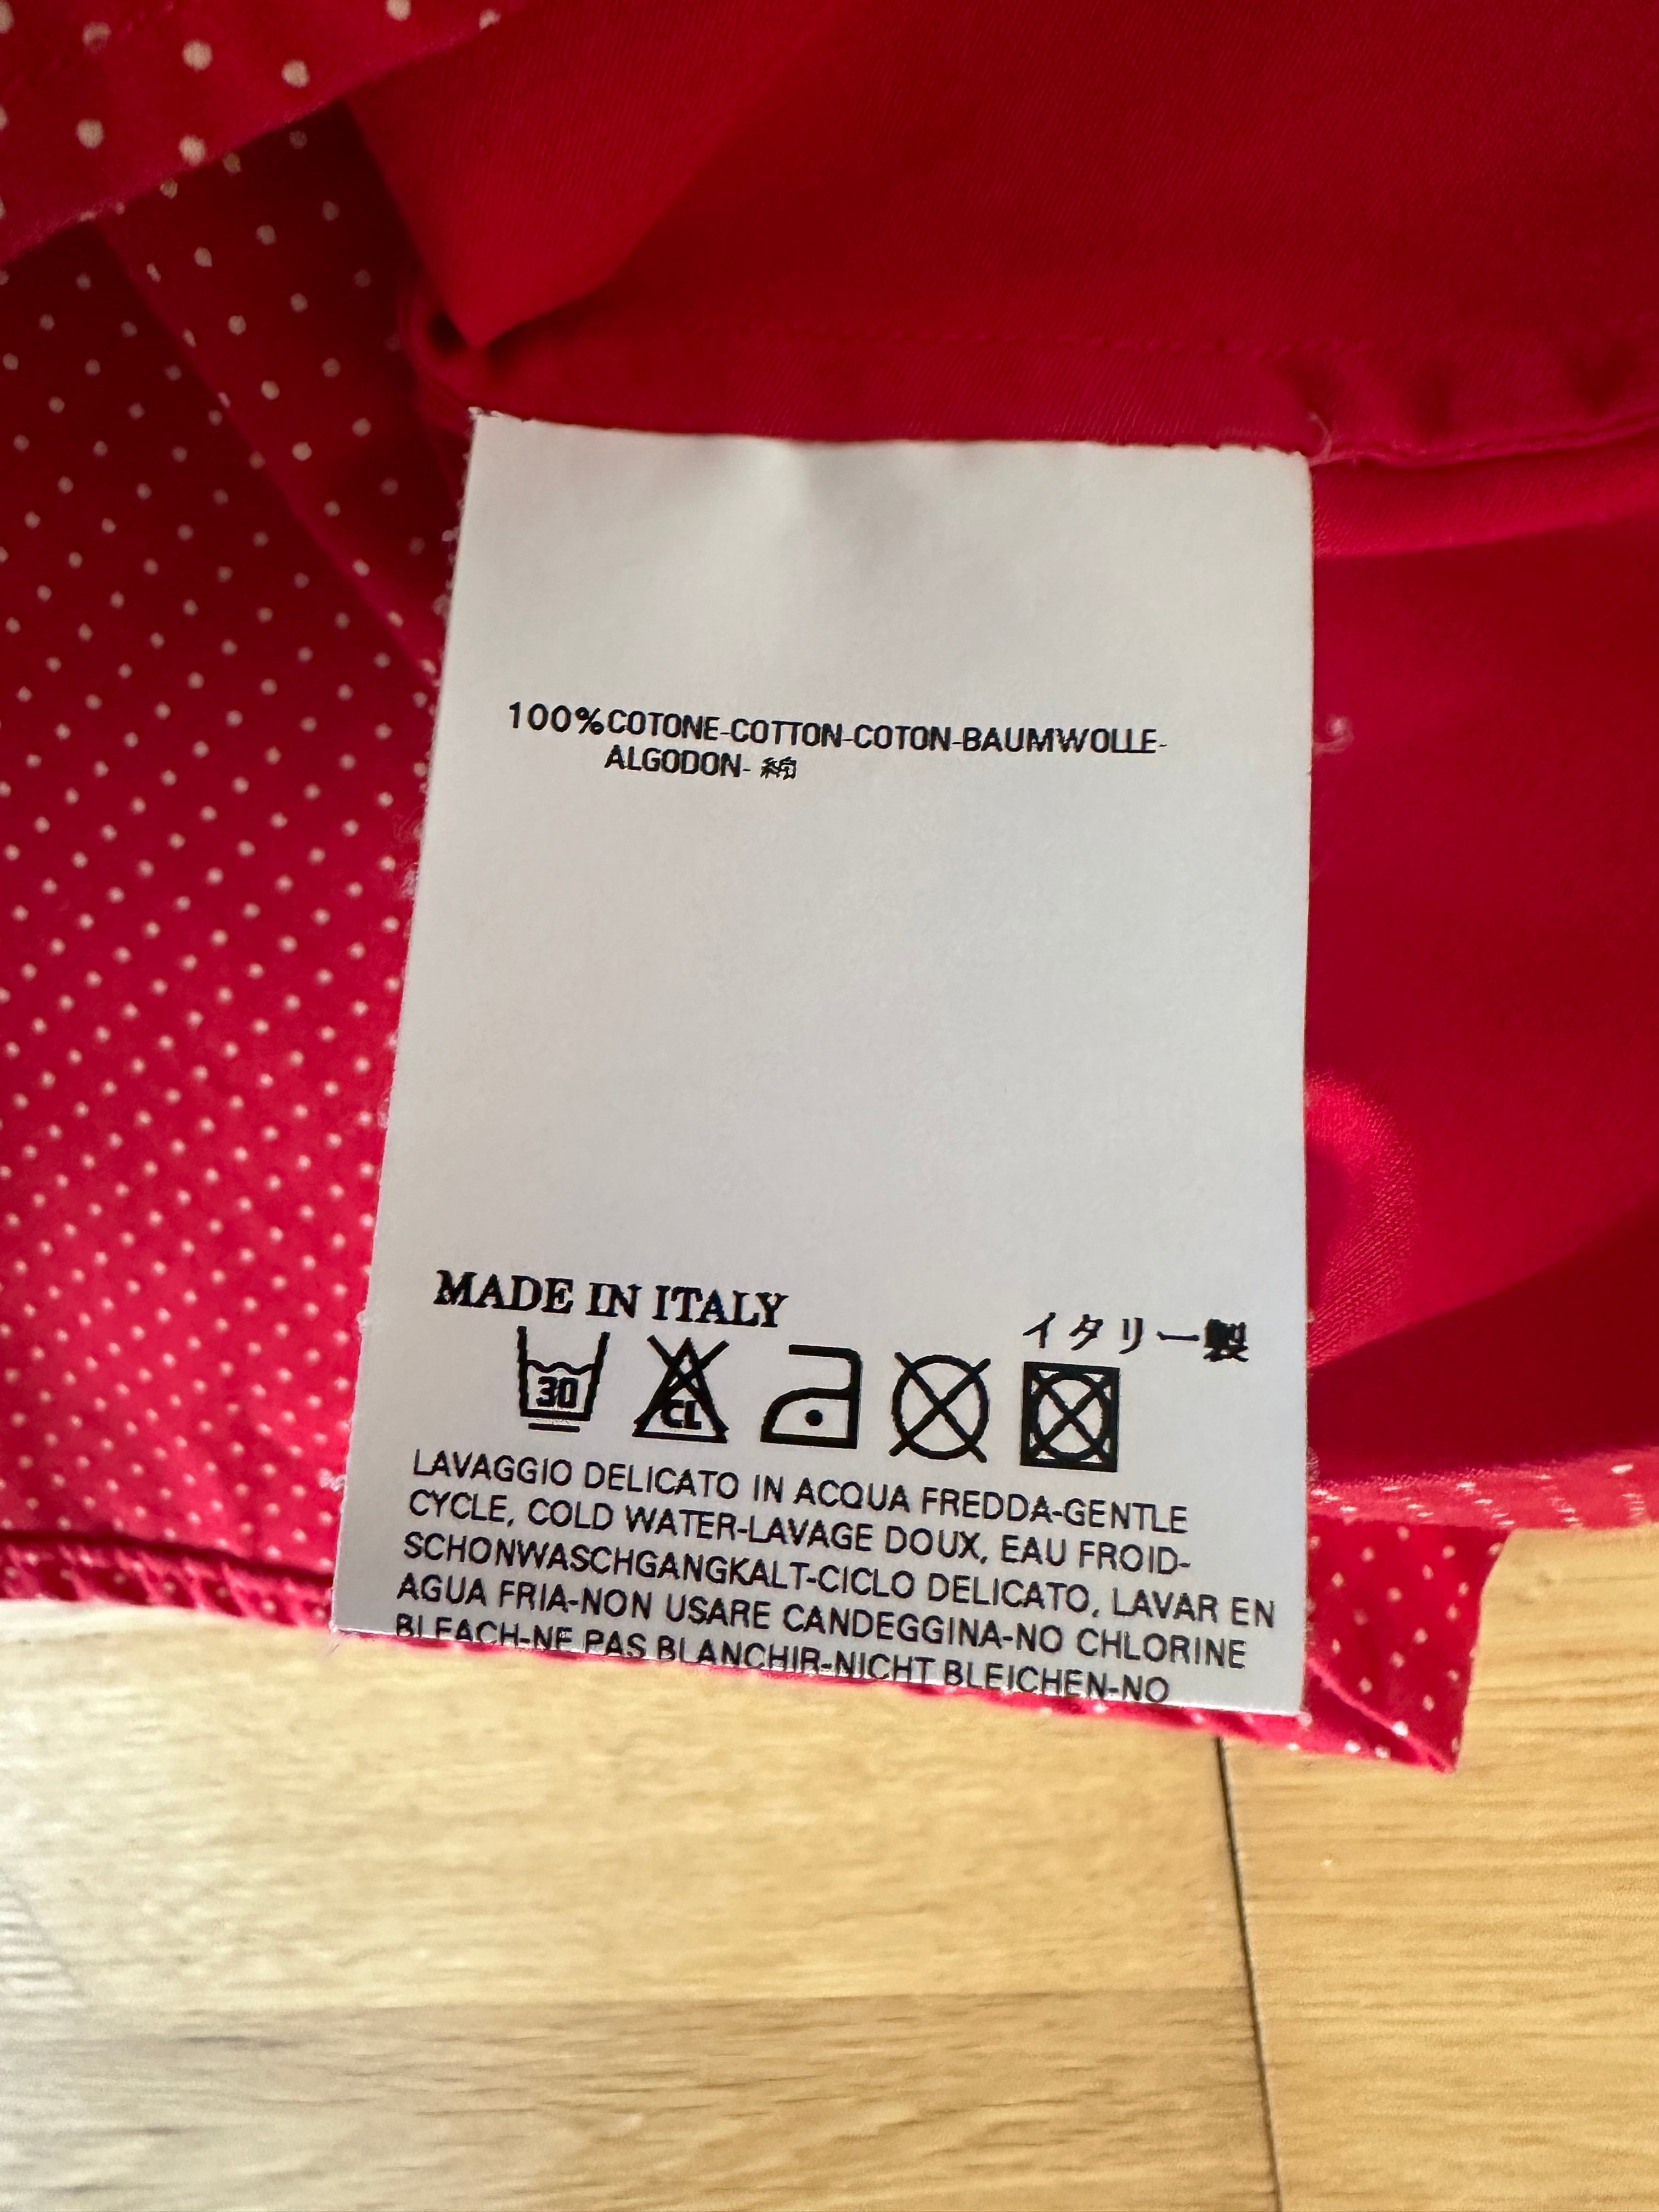 100%COTONE-COTTON-COTON-BAUMWOLLE-
ALGODON- 綿
MADE IN ITALY
イタリー製
30
CL
LAVAGGIO DELICATO IN ACQUA FREDDA-GENTLE
CYCLE, COLD WATER-LAVAGE DOUX, EAU FROID-
SCHONWASCHGANGKALT-CICLO DELICATO, LAVAR EN
AGUA FRIA-NON USARE CANDEGGINA-NO CHLORINE
BLEACH-NE PAS BLANCHIR-NICHT BLEICHEN-NO